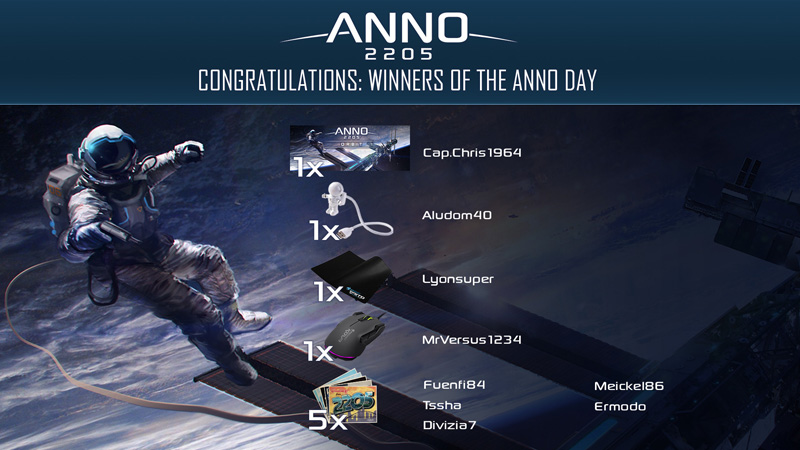 ANNO
2205
CONGRATULATIONS: WINNERS OF THE ANNO DAY
ANNO
2205
1x
Cap.Chris1964
1x
Aludom40
1x
Lyonsuper
1x
MrVersus1234
2205
5x
Fuenfi84
Tssha
Divizia7
Meickel86
Ermodo